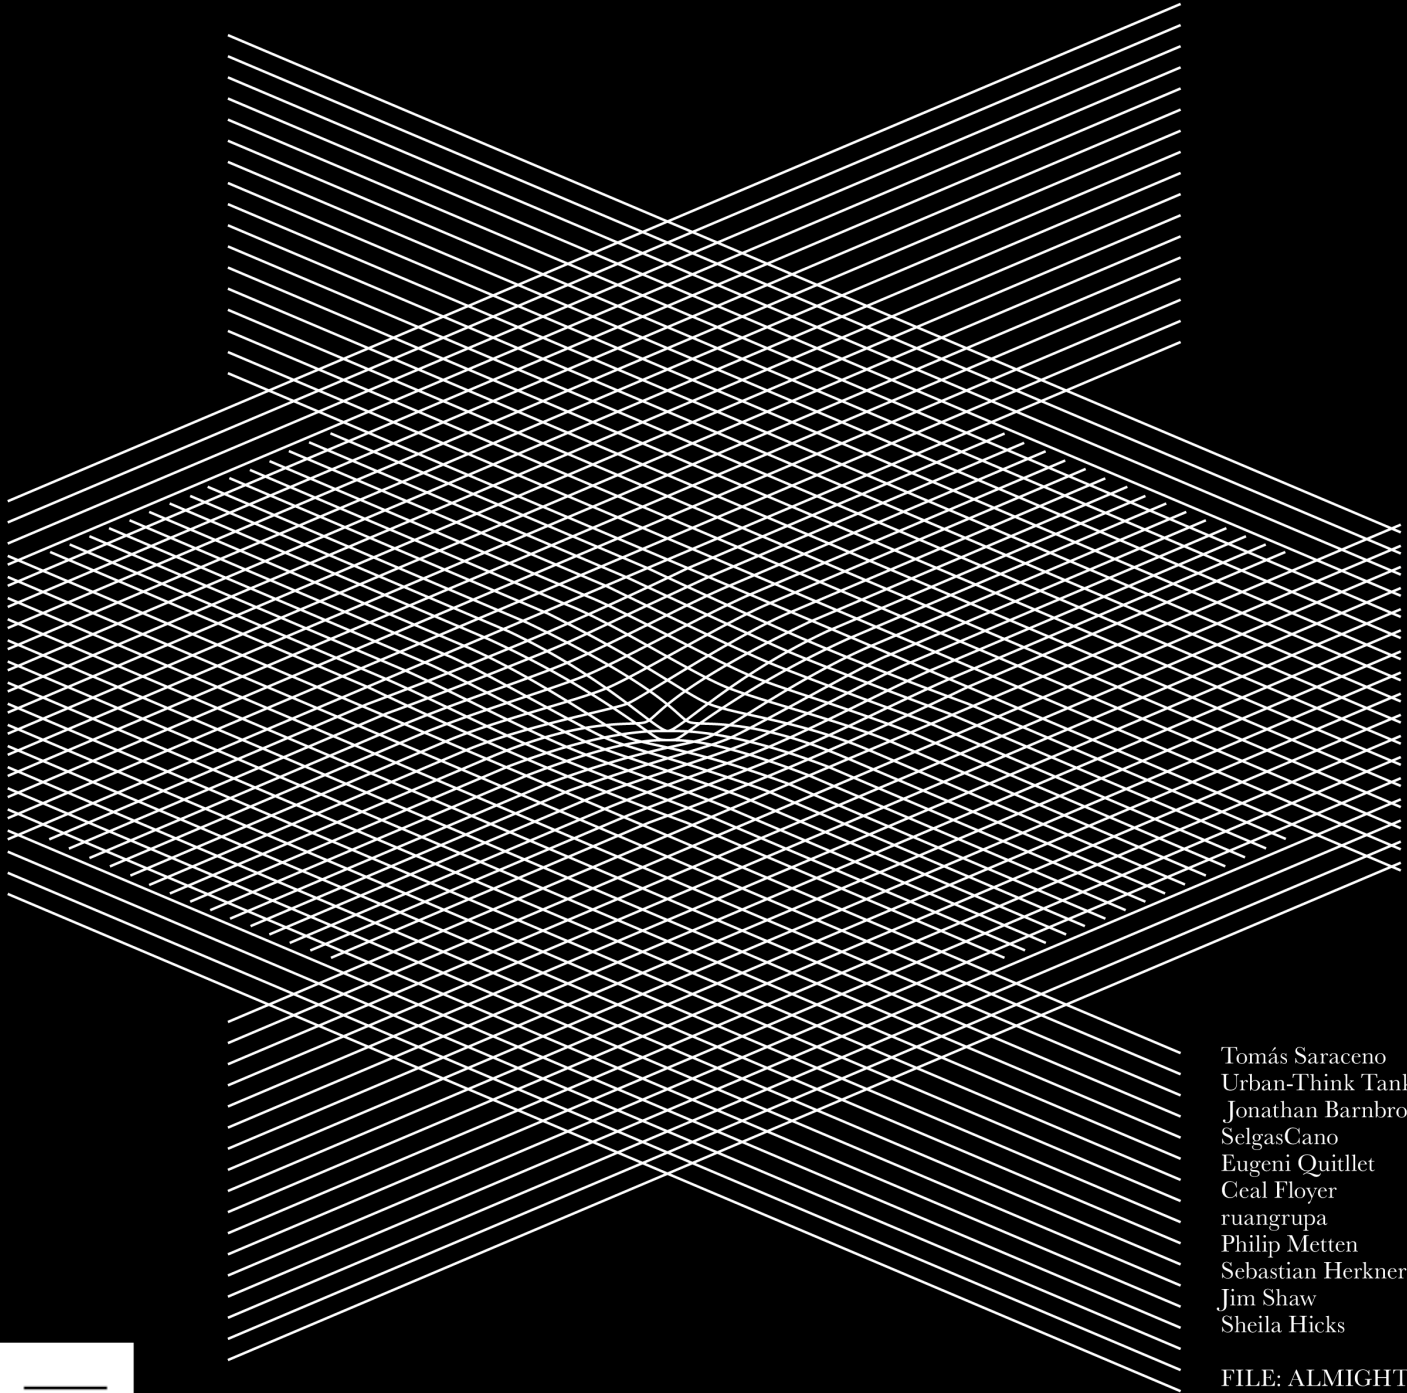 Tomás Saraceno
Urban-Think Tank
Jonathan Barnbro
SelgasCano
Eugeni Quitllet
Ceal Floyer
ruangrupa
Philip Metten
Sebastian Herkner
Jim Shaw
Sheila Hicks
FILE: ALMIGHT